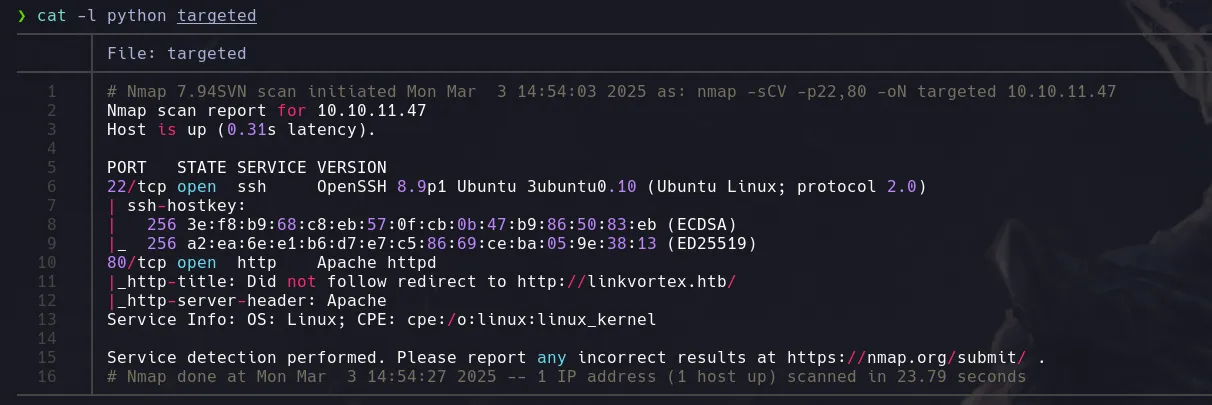 ❯ cat -l python targeted
File: targeted
1 # Nmap 7.94SVN scan initiated Mon Mar  3 14:54:03 2025 as: nmap -sCV -p22,80 -oN targeted 10.10.11.47
2 Nmap scan report for 10.10.11.47
3 Host is up (0.31s latency).
4
5 PORT   STATE SERVICE VERSION
6 22/tcp open  ssh     OpenSSH 8.9p1 Ubuntu 3ubuntu0.10 (Ubuntu Linux; protocol 2.0)
7 | ssh-hostkey:
8 |   256 3e:f8:b9:68:c8:eb:57:0f:cb:0b:47:b9:86:50:83:eb (ECDSA)
9 |_  256 a2:ea:6e:e1:b6:d7:e7:c5:86:69:ce:ba:05:9e:38:13 (ED25519)
10 80/tcp open  http    Apache httpd
11 |_http-title: Did not follow redirect to http://linkvortex.htb/
12 |_http-server-header: Apache
13 Service Info: OS: Linux; CPE: cpe:/o:linux:linux_kernel
14
15 Service detection performed. Please report any incorrect results at https://nmap.org/submit/ .
16 # Nmap done at Mon Mar  3 14:54:27 2025 -- 1 IP address (1 host up) scanned in 23.79 seconds